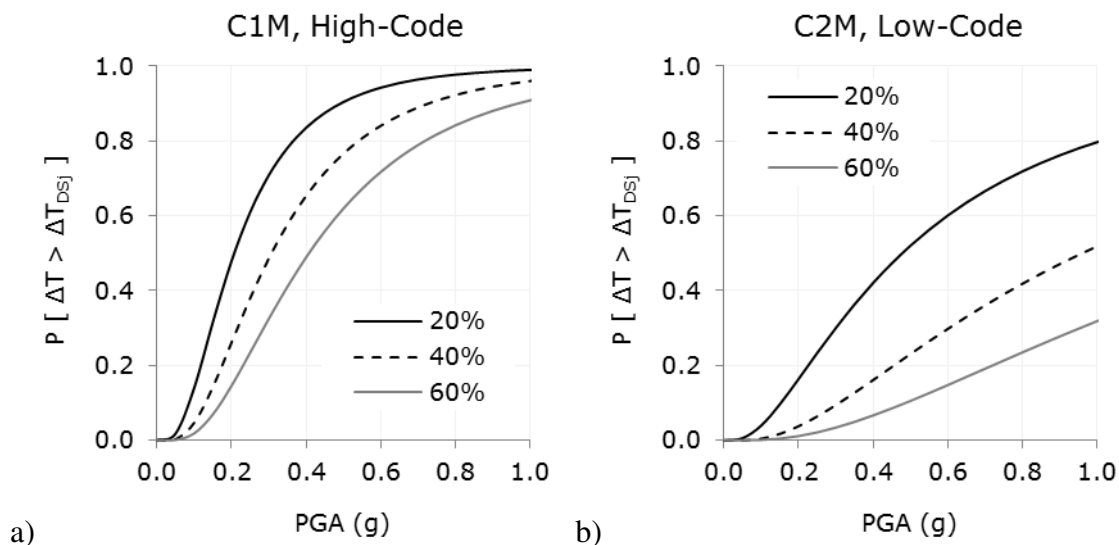 C1M, High-Code
P [ ΔT > ΔT_DSj ]
1.0
0.8
0.6
0.4
0.2
0.0
20%
40%
60%
0.0 0.2 0.4 0.6 0.8 1.0
PGA (g)
a)
C2M, Low-Code
P [ ΔT > ΔT_DSj ]
1.0
0.8
0.6
0.4
0.2
0.0
20%
40%
60%
0.0 0.2 0.4 0.6 0.8 1.0
PGA (g)
b)